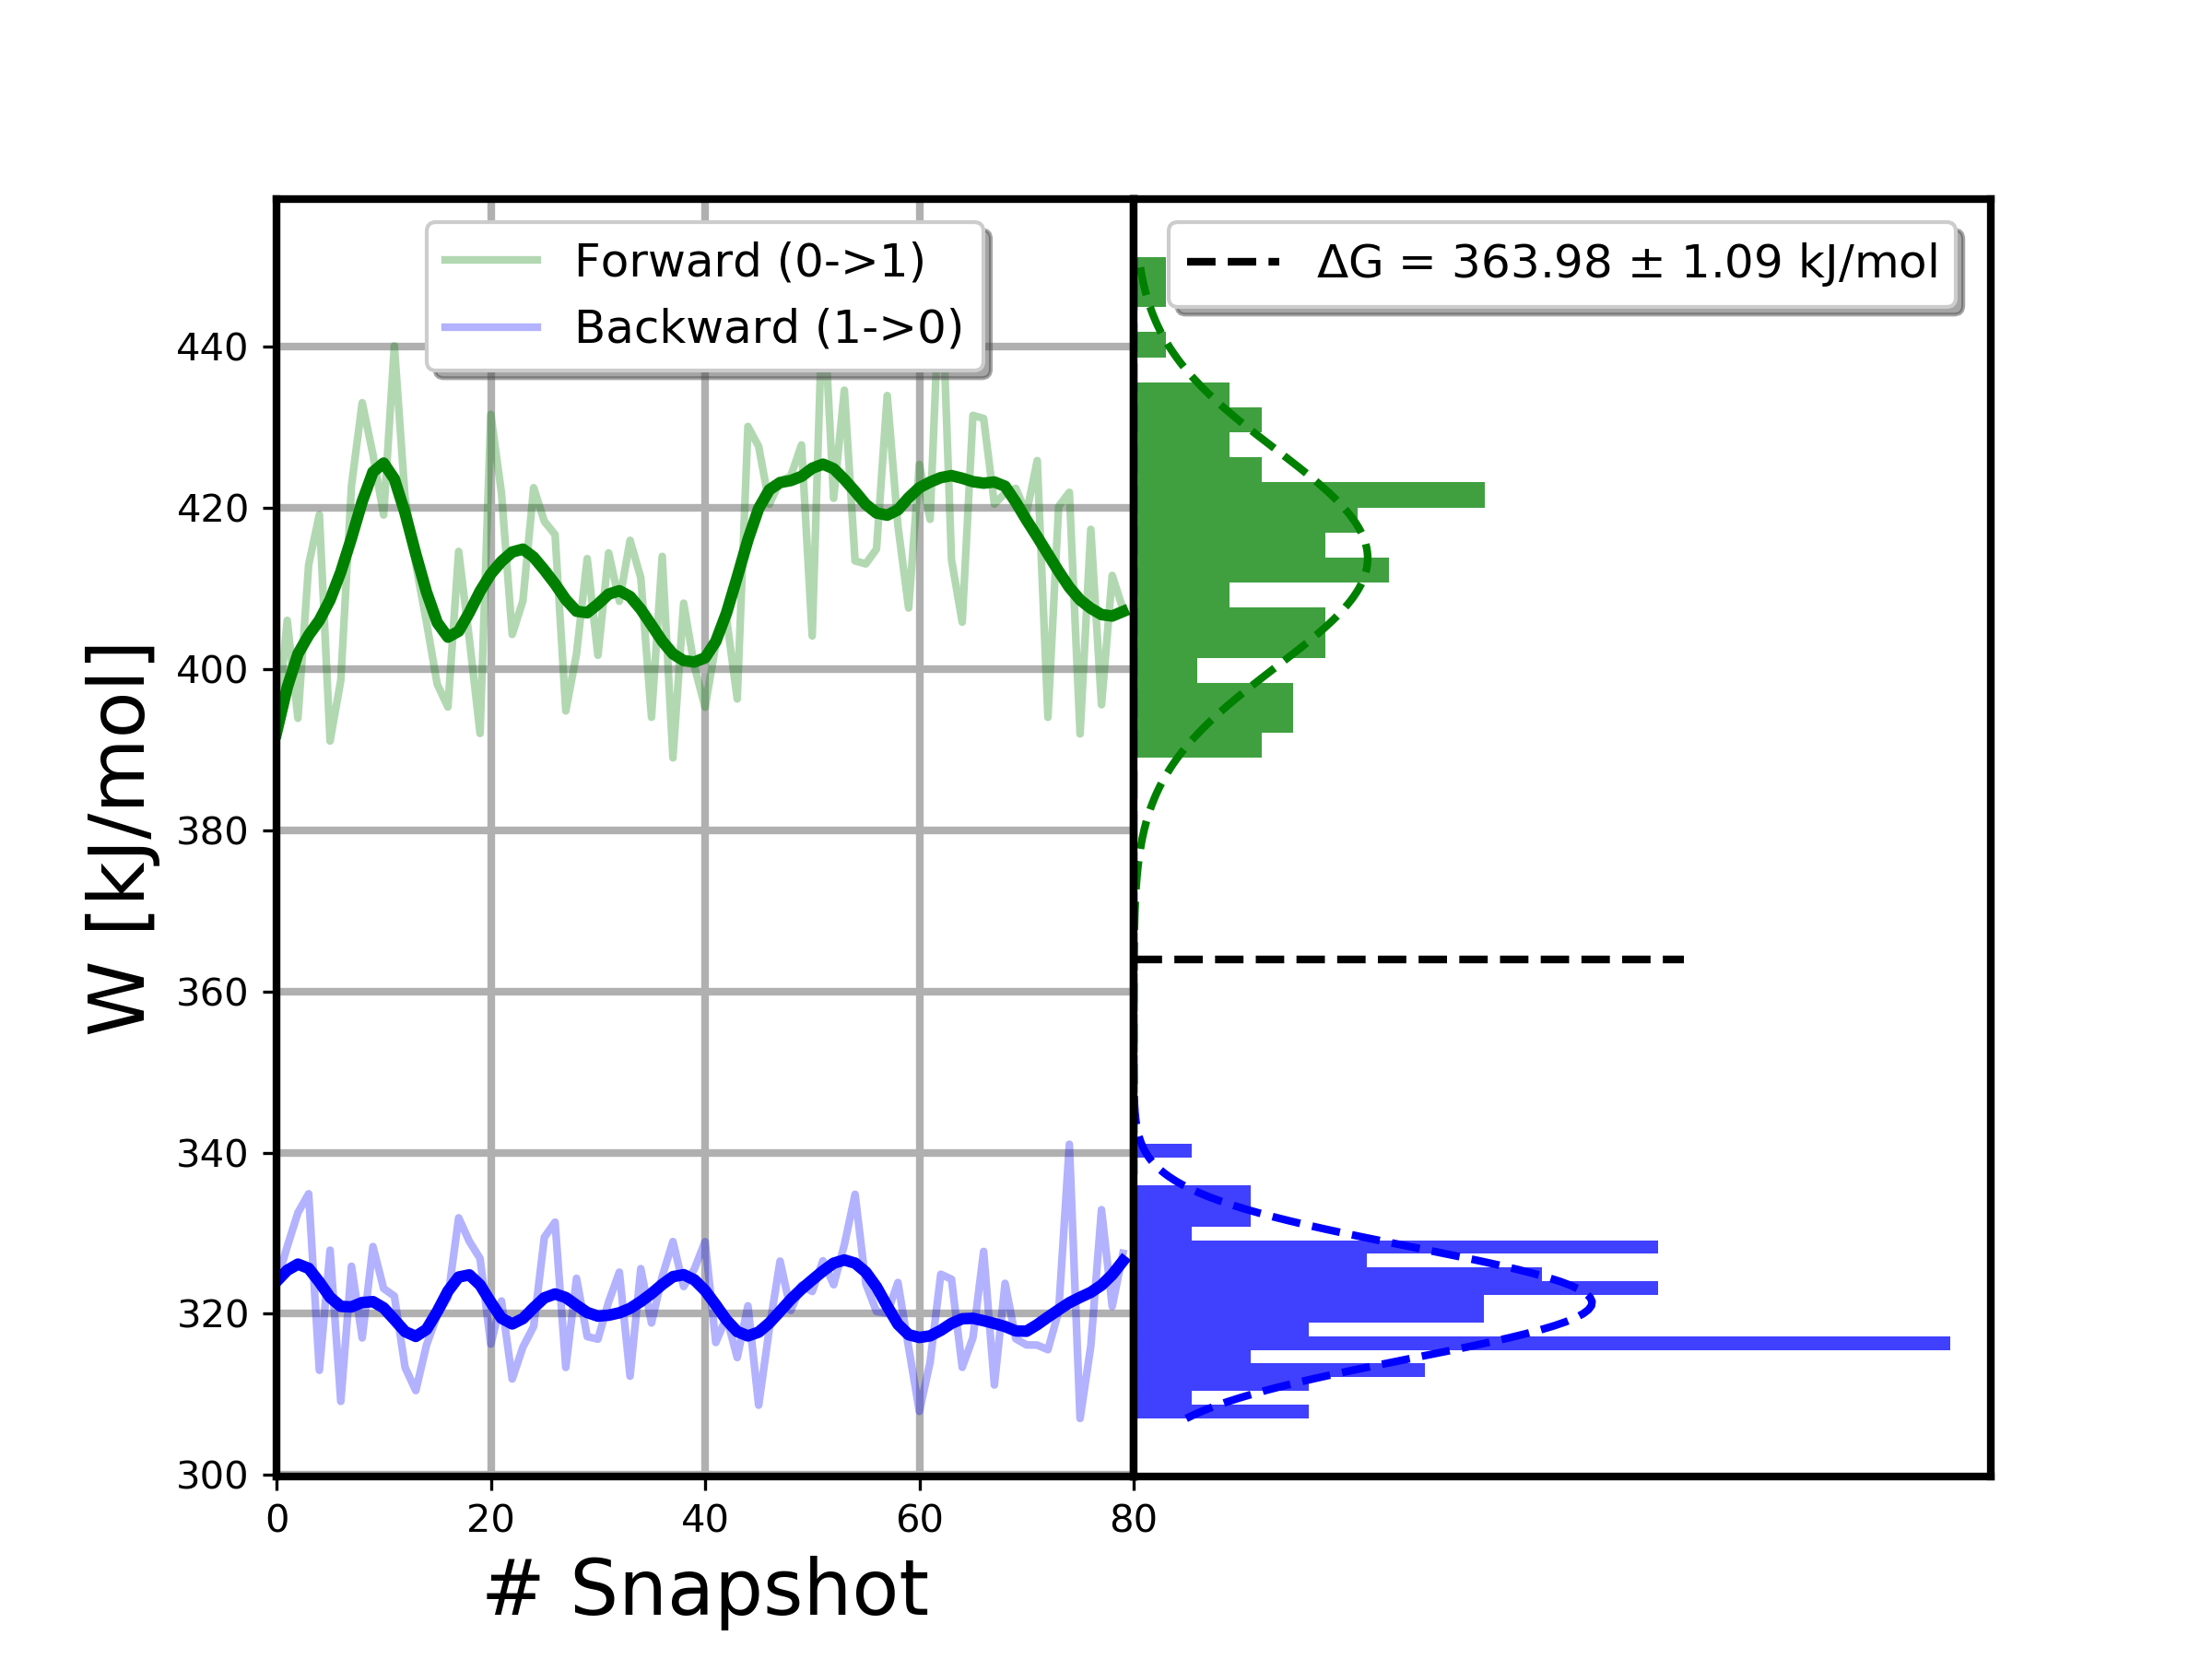 Forward (0->1)
Backward (1->0)
ΔG = 363.98 ± 1.09 kJ/mol
W [kJ/mol]
440
420
400
380
360
340
320
300
0 20 40 60 80
# Snapshot